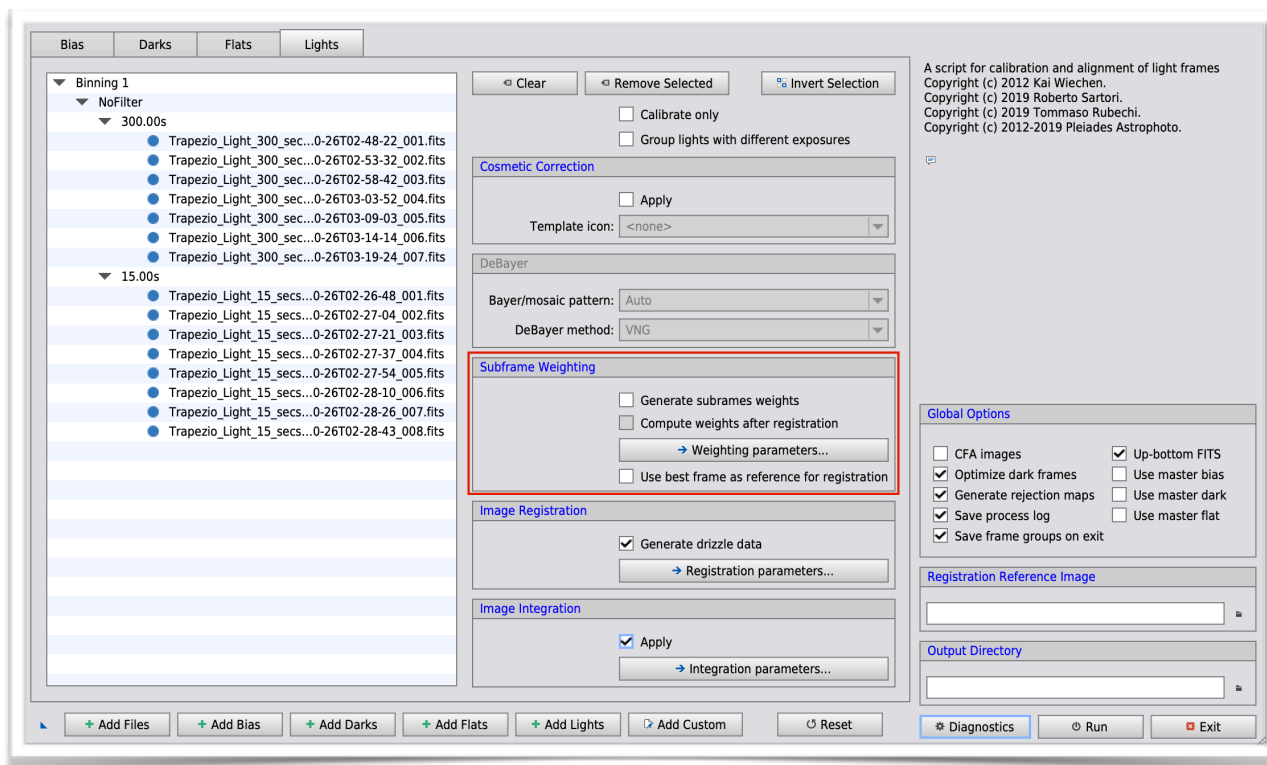 Bias
Darks
Flats
Lights
Binning 1
NoFilter
300.00s
Trapezio_Light_300_sec...0-26T02-48-22_001.fits
Trapezio_Light_300_sec...0-26T02-53-32_002.fits
Trapezio_Light_300_sec...0-26T02-58-42_003.fits
Trapezio_Light_300_sec...0-26T03-03-52_004.fits
Trapezio_Light_300_sec...0-26T03-09-03_005.fits
Trapezio_Light_300_sec...0-26T03-14-14_006.fits
Trapezio_Light_300_sec...0-26T03-19-24_007.fits
15.00s
Trapezio_Light_15_secs...0-26T02-26-48_001.fits
Trapezio_Light_15_secs...0-26T02-27-04_002.fits
Trapezio_Light_15_secs...0-26T02-27-21_003.fits
Trapezio_Light_15_secs...0-26T02-27-37_004.fits
Trapezio_Light_15_secs...0-26T02-27-54_005.fits
Trapezio_Light_15_secs...0-26T02-28-10_006.fits
Trapezio_Light_15_secs...0-26T02-28-26_007.fits
Trapezio_Light_15_secs...0-26T02-28-43_008.fits
Clear
Remove Selected
Invert Selection
Calibrate only
Group lights with different exposures
Cosmetic Correction
Apply
Template icon: <none>
DeBayer
Bayer/mosaic pattern: Auto
DeBayer method: VNG
Subframe Weighting
Generate subrames weights
Compute weights after registration
Weighting parameters...
Use best frame as reference for registration
Image Registration
Generate drizzle data
Registration parameters...
Image Integration
Apply
Integration parameters...
A script for calibration and alignment of light frames
Copyright (c) 2012 Kai Wiechen.
Copyright (c) 2019 Roberto Sartori.
Copyright (c) 2019 Tommaso Rubechi.
Copyright (c) 2012-2019 Pleiades Astrophoto.
Global Options
CFA images
Up-bottom FITS
Optimize dark frames
Use master bias
Generate rejection maps
Use master dark
Save process log
Use master flat
Save frame groups on exit
Registration Reference Image
Output Directory
Add Files
Add Bias
Add Darks
Add Flats
Add Lights
Add Custom
Reset
Diagnostics
Run
Exit